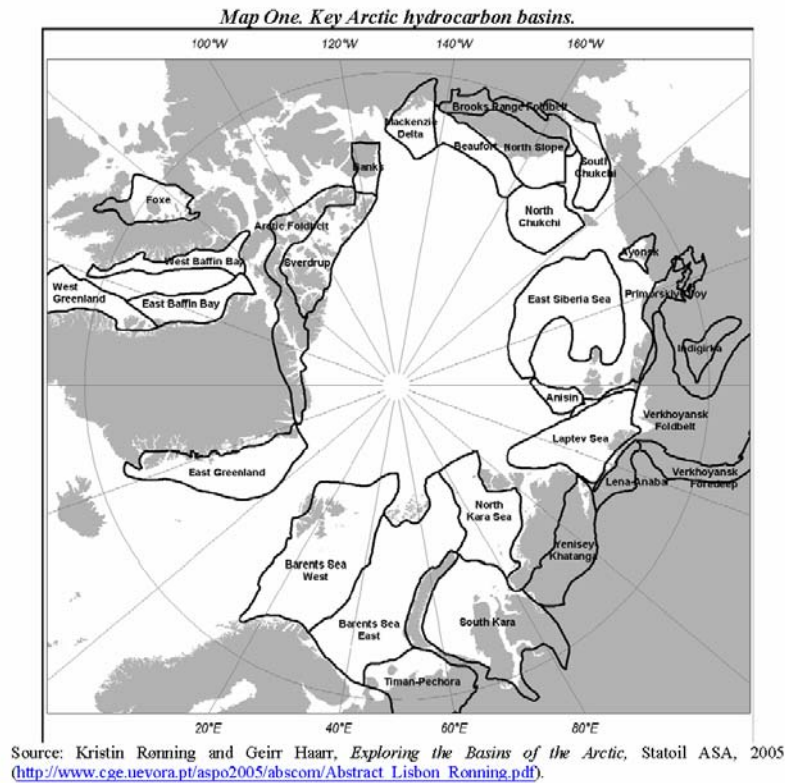 Map One. Key Arctic hydrocarbon basins.
100°W 120°W 140°W 160°W
Brooks Range Foldbelt
Mackenzie
Delta
Beaufort
North Slope
South
Chukchi
Banks
Foxe
North
Chukchi
Arctic Foldbelt
Ayonsk
West Baffin Bay
Sverdrup
West
Greenland
East Baffin Bay
East Siberia Sea
Indigirka
Anisin
Verkhoyansk
Foldbelt
Laptev Sea
East Greenland
Verkhoyansk
Foredeep
Lena-Anabar
North
Kara Sea
Yenisey
Khatanga
Barents Sea
West
Barents Sea
East
South Kara
Timan-Pechora
20°E 40°E 60°E 80°E
Source: Kristin Rønning and Geirr Haarr, Exploring the Basins of the Arctic, Statoil ASA, 2005
(http://www.cge.uevora.pt/aspo2005/abscom/Abstract_Lisbon_Ronning.pdf).